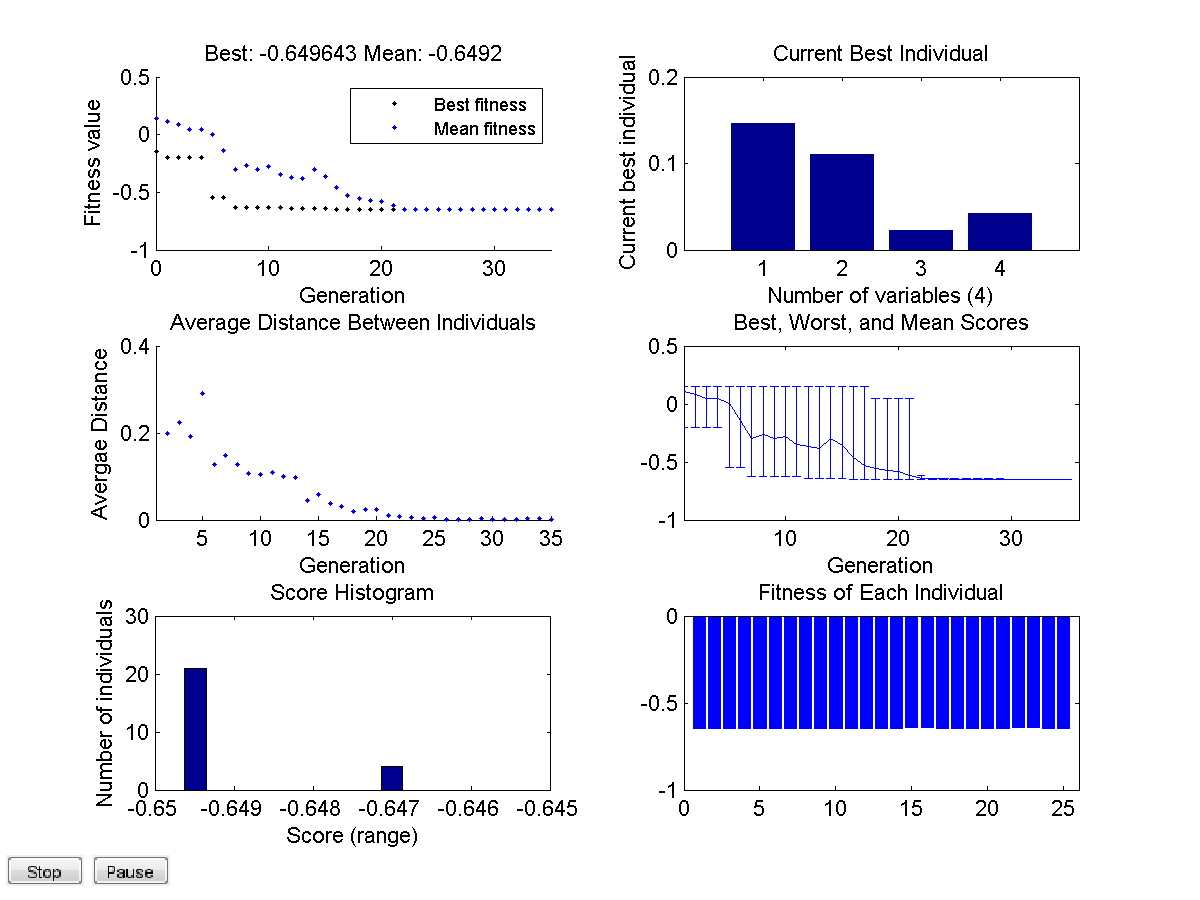 Best: -0.649643 Mean: -0.6492
Fitness value
0.5
0
-0.5
-1
Best fitness
Mean fitness
0 10 20 30
Generation
Current Best Individual
Current best individual
0.2
0.1
0
1 2 3 4
Number of variables (4)
Average Distance Between Individuals
Avergae Distance
0.4
0.2
0
5 10 15 20 25 30 35
Generation
Best, Worst, and Mean Scores
0.5
0
-0.5
-1
10 20 30
Generation
Score Histogram
Number of individuals
30
20
10
0
-0.65 -0.649 -0.648 -0.647 -0.646 -0.645
Score (range)
Fitness of Each Individual
0
-0.5
-1
0 5 10 15 20 25
Stop Pause